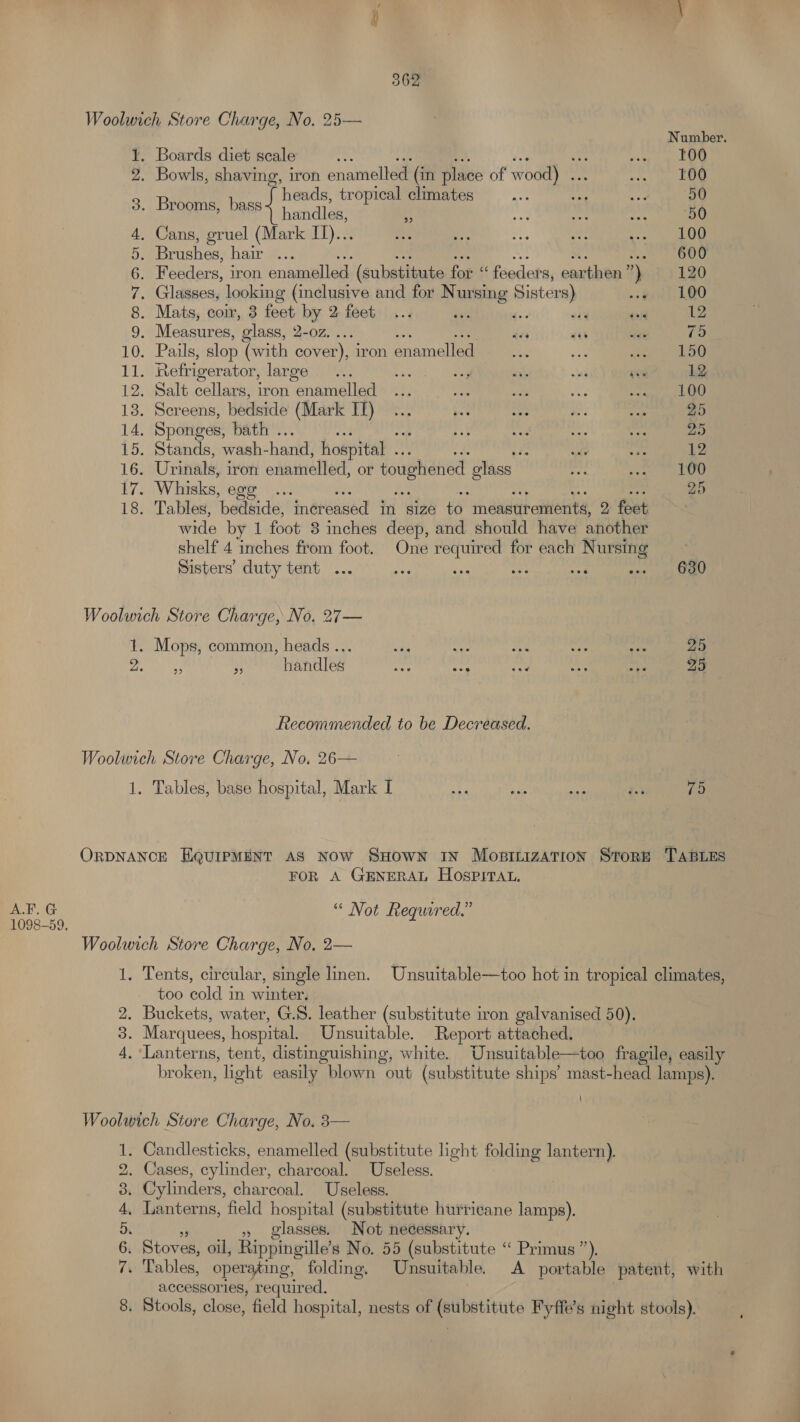 362
Woolwich Store Charge, No. 25—
Number.
1. Boards diet scale ... ... ... ... ... ... 100
2. Bowls, shaving, iron enamelled (in place of wood) ... ... 100
3. Brooms, bass { heads, tropical climates ... ... ... 50
handles, „ ... ... ... 50
4. Cans, gruel (Mark II)... ... ... ... ... ... 100
5. Brushes, hair ... ... ... ... ... ... ... 600
6. Feeders, iron enamelled (substitute for “ feeders, earthen ”) 120
7. Glasses, looking (inclusive and for Nursing Sisters) ... 100
8. Mats, coir, 3 feet by 2 feet ... ... ... ... ... 12
9. Measures, glass, 2-oz. ... ... ... ... ... ... 75
10. Pails, slop (with cover), iron enamelled ... ... ... 150
11. Refrigerator, large ... ... ... ... ... ... 12
12. Salt cellars, iron enamelled ... ... ... ... ... 100
13. Screens, bedside (Mark II) ... ... ... ... ... 25
14. Sponges, bath ... ... ... ... ... ... ... 25
15. Stands, wash-hand, hospital ... ... ... ... ... 12
16. Urinals, iron enamelled, or toughened glass ... ... 100
17. Whisks, egg ... ... ... ... ... ... ... 25
18. Tables, bedside, increased in size to measurements, 2 feet
wide by 1 foot 3 inches deep, and should have another
shelf 4 inches from foot. One required for each Nursing
Sisters’ duty tent ... ... ... ... ... ... 630
Woolwich Store Charge, No. 27—
1. Mops, common, heads ... ... ... ... ... ... 25
2. „ „ handles ... ... ... ... ... 25
Recommended to be Decreased.
Woolwich Store Charge, No. 26—
1. Tables, base hospital, Mark I ... ... ... ... 75
ORDNANCE EQUIPMENT AS NOW SHOWN IN MOBILIZATION STORE TABLES
FOR A GENERAL HOSPITAL.
A.F. G
1098–59.
“ Not Required.”
Woolwich Store Charge, No. 2—
1. Tents, circular, single linen. Unsuitable—too hot in tropical climates,
too cold in winter.
2. Buckets, water, G.S. leather (substitute iron galvanised 50).
3. Marquees, hospital. Unsuitable. Report attached.
4. Lanterns, tent, distinguishing, white. Unsuitable—too fragile, easily
broken, light easily blown out (substitute ships’ mast-head lamps).
Woolwich Store Charge, No. 3—
1. Candlesticks, enamelled (substitute light folding lantern).
2. Cases, cylinder, charcoal. Useless.
3. Cylinders, charcoal. Useless.
4. Lanterns, field hospital (substitute hurricane lamps).
5. „ „ glasses. Not necessary.
6. Stoves, oil, Rippingille’s No. 55 (substitute “ Primus ”).
7. Tables, operating, folding. Unsuitable. A portable patent, with
accessories, required.
8. Stools, close, field hospital, nests of (substitute Fyffe’s night stools).